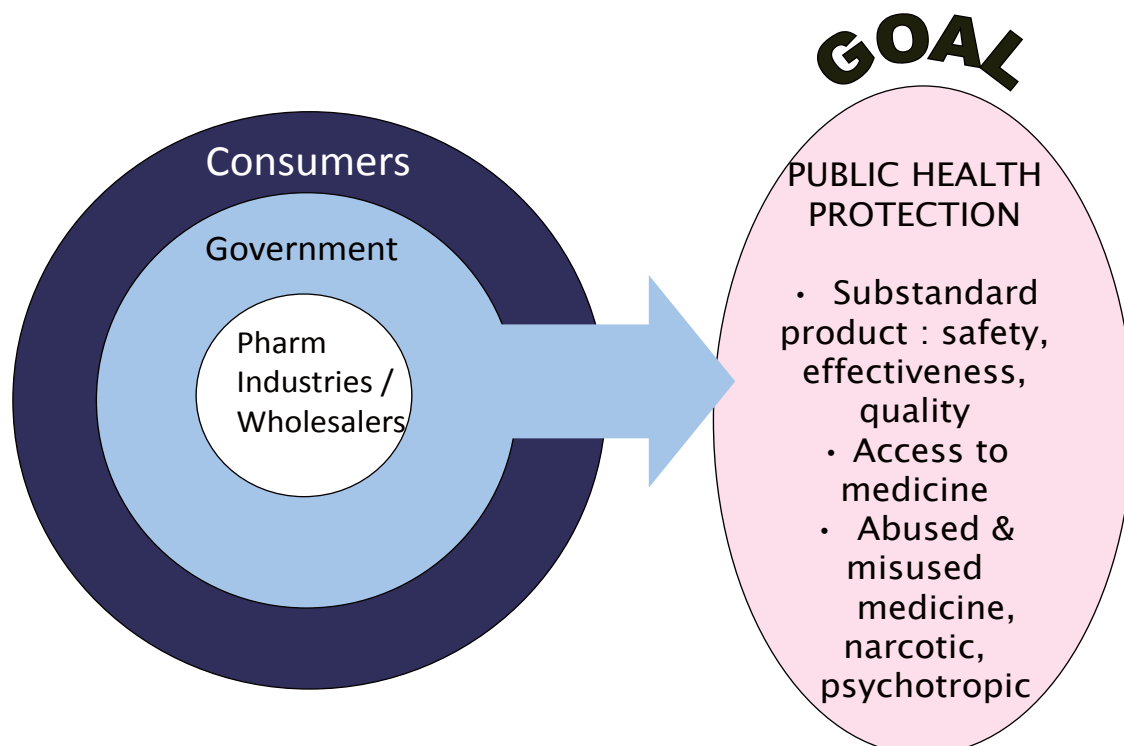 GOAL
Consumers
Government
Pharm
Industries /
Wholesalers
PUBLIC HEALTH
PROTECTION
• Substandard
product : safety,
effectiveness,
quality
• Access to
medicine
• Abused &
misused
medicine,
narcotic,
psychotropic